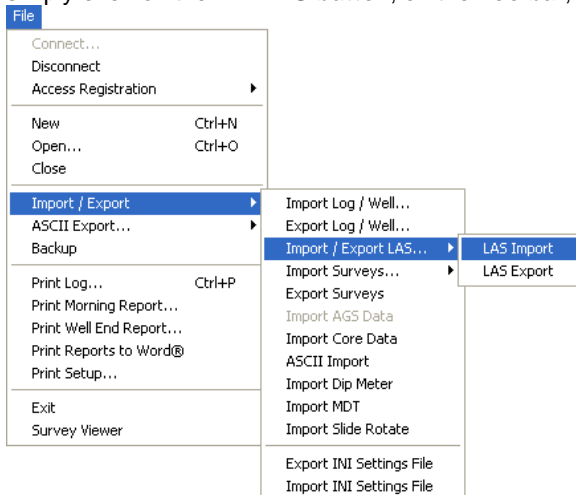 File
Connect...
Disconnect
Access Registration
New Ctrl+N
Open... Ctrl+O
Close
Import / Export
ASCII Export...
Backup
Print Log... Ctrl+P
Print Morning Report...
Print Well End Report...
Print Reports to Word®
Print Setup...
Exit
Survey Viewer
Import Log / Well...
Export Log / Well...
Import / Export LAS...
Import Surveys...
Export Surveys
Import AGS Data
Import Core Data
ASCII Import
Import Dip Meter
Import MDT
Import Slide Rotate
Export INI Settings File
Import INI Settings File
LAS Import
LAS Export